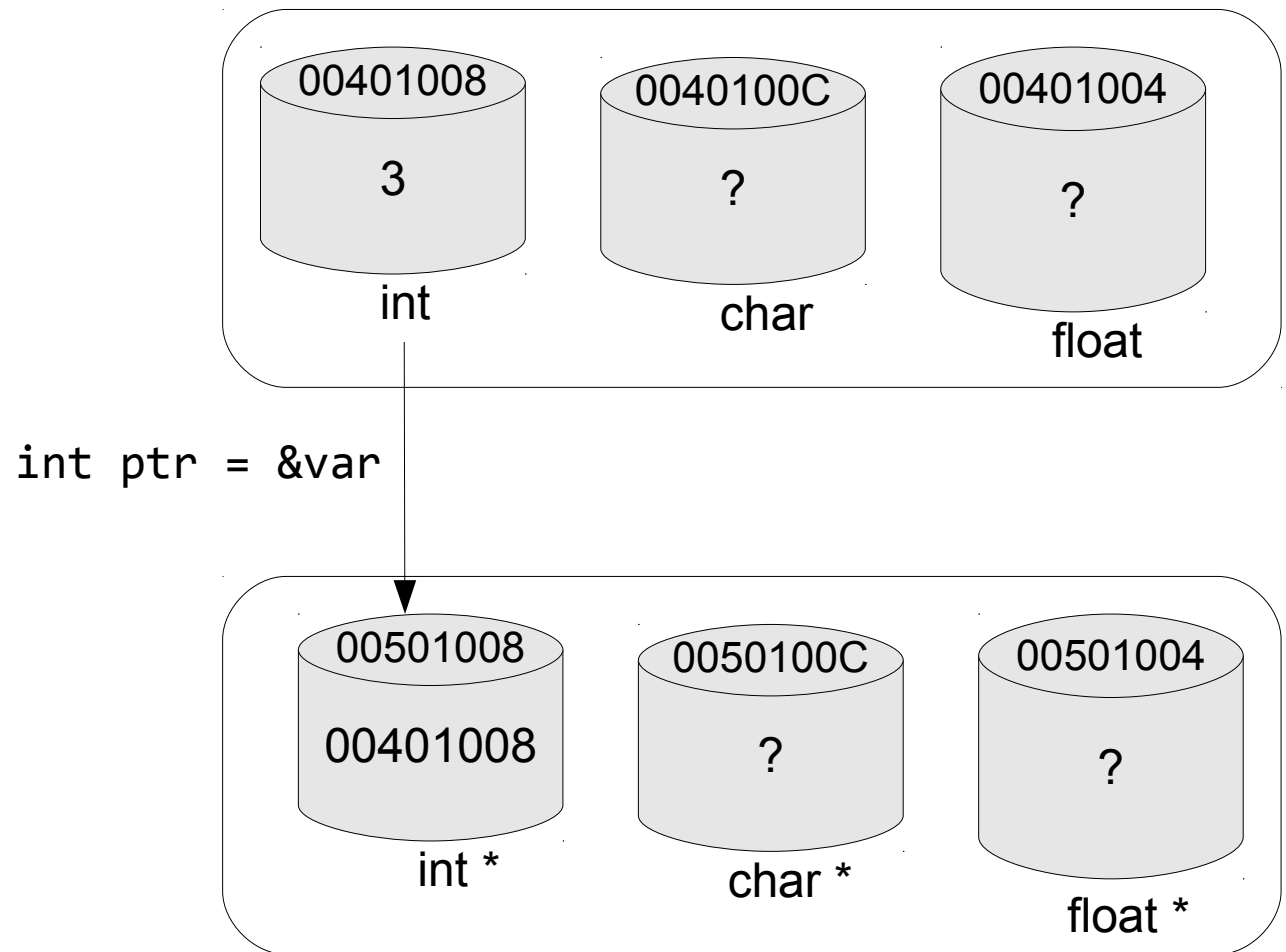 00401008
0040100C
00401004
3
?
?
int
char
float
int ptr = &var
00501008
0050100C
00501004
00401008
?
?
int *
char *
float *